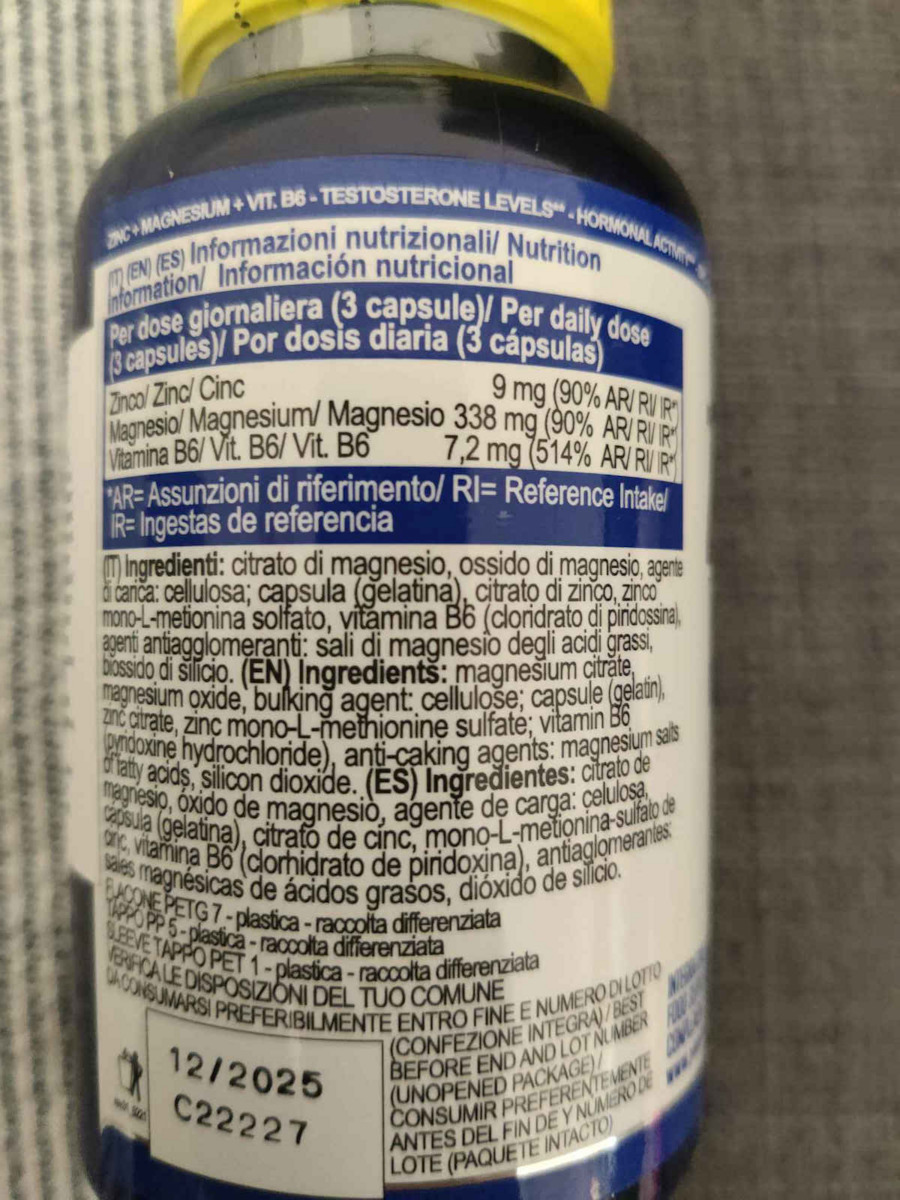 ZINC + MAGNESIUM + VIT. B6 - TESTOSTERONE LEVELS** - HORMONAL ACTIVITY**
(IT) (EN) (ES) Informazioni nutrizionali/ Nutrition
Information/ Información nutricional
Per dose giornaliera (3 capsule)/ Per daily dose
(3 capsules)/ Por dosis diaria (3 cápsulas)
Zinco/ Zinc/ Cinc 9 mg (90% AR/ RI/ IR*)
Magnesio/ Magnesium/ Magnesio 338 mg (90% AR/ RI/ IR*)
Vitamina B6/ Vit. B6/ Vit. B6 7,2 mg (514% AR/ RI/ IR*)
*AR= Assunzioni di riferimento/ RI= Reference Intake/
IR= Ingestas de referencia
(IT) Ingredienti: citrato di magnesio, ossido di magnesio, agente
di carica: cellulosa; capsula (gelatina), citrato di zinco, zinco
mono-L-metionina solfato, vitamina B6 (cloridrato di piridossina),
agenti antiagglomeranti: sali di magnesio degli acidi grassi,
biossido di silicio. (EN) Ingredients: magnesium citrate,
magnesium oxide, bulking agent: cellulose; capsule (gelatin),
zinc citrate, zinc mono-L-methionine sulfate; vitamin B6
(pyridoxine hydrochloride), anti-caking agents: magnesium salts
of fatty acids, silicon dioxide. (ES) Ingredientes: citrato de
magnesio, óxido de magnesio, agente de carga: celulosa,
cápsula (gelatina), citrato de cinc, mono-L-metionina-sulfato de
cinc, vitamina B6 (clorhidrato de piridoxina), antiaglomerantes:
sales magnésicas de ácidos grasos, dióxido de silicio.
FLACONE PETG 7 - plastica - raccolta differenziata
TAPPO PP 5 - plastica - raccolta differenziata
SLEEVE TAPPO PET 1 - plastica - raccolta differenziata
VERIFICA LE DISPOSIZIONI DEL TUO COMUNE
DA CONSUMARSI PREFERIBILMENTE ENTRO FINE E NUMERO DI LOTTO
(CONFEZIONE INTEGRA) / BEST
BEFORE END AND LOT NUMBER
(UNOPENED PACKAGE) /
CONSUMIR PREFERENTEMENTE
ANTES DEL FIN DE Y NÚMERO DE
LOTE (PAQUETE INTACTO)
12/2025
C22227